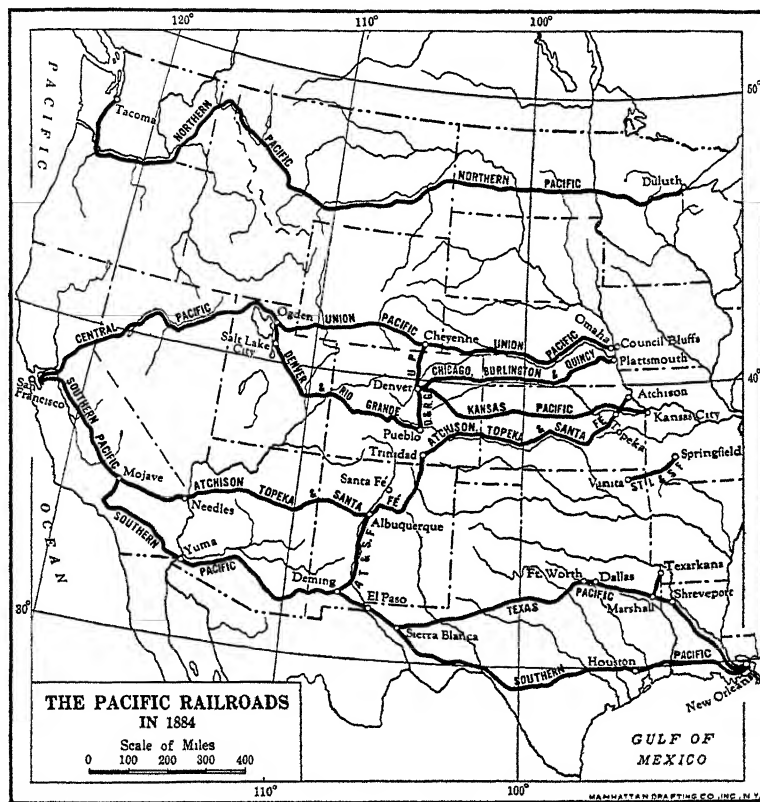 120°
110°
100°
PACIFIC
OCEAN
50°
40°
30°
Tacoma
NORTHERN PACIFIC
NORTHERN PACIFIC
Duluth
CENTRAL PACIFIC
Ogden
UNION PACIFIC
Salt Lake
City
Cheyenne
UNION PACIFIC
Omaha
Council Bluffs
Plattsmouth
U P
CHICAGO, BURLINGTON & QUINCY
Denver
DENVER & RIO GRANDE
D & R G
KANSAS PACIFIC
Atchison
Kansas City
Topeka
Pueblo
ATCHISON TOPEKA & SANTA FÉ
Trinidad
San
Francisco
SOUTHERN PACIFIC
Mojave
ATCHISON TOPEKA & SANTA FÉ
Needles
Santa Fé
Albuquerque
Springfield
Vinita
ST L & S F
SOUTHERN PACIFIC
Yuma
Deming
A T & S F
El Paso
Sierra Blanca
TEXAS PACIFIC
Ft. Worth
Dallas
Texarkana
Marshall
Shreveport
SOUTHERN PACIFIC
Houston
New Orleans
GULF OF
MEXICO
THE PACIFIC RAILROADS
IN 1884
Scale of Miles
0 100 200 300 400
110°
100°
MANHATTAN DRAFTING CO., INC., N.Y.